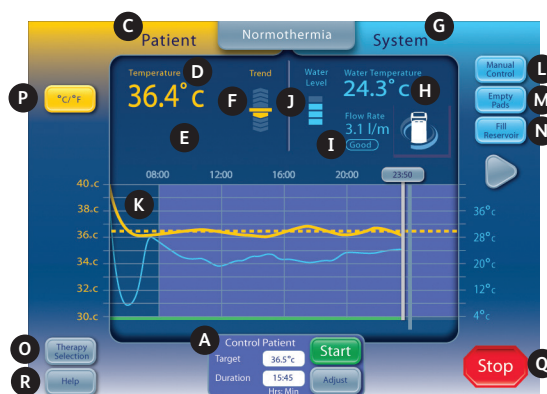 C
G
Patient
Normothermia
System
Temperature
D
Trend
Water Level
Water Temperature
36.4°c
24.3°c
H
F
J
E
Flow Rate
3.1 l/m
I
Good
P
°C/°F
Manual Control
L
Empty Pads
M
Fill Reservoir
N
08:00
12:00
16:00
20:00
23:50
K
40.c
38.c
36.c
34.c
32.c
30.c
36°c
28°c
20°c
12°c
4°c
A
Control Patient
Target
36.5°c
Start
Duration
15:45
Adjust
Hrs: Min
O
Therapy Selection
R
Help
Stop
Q